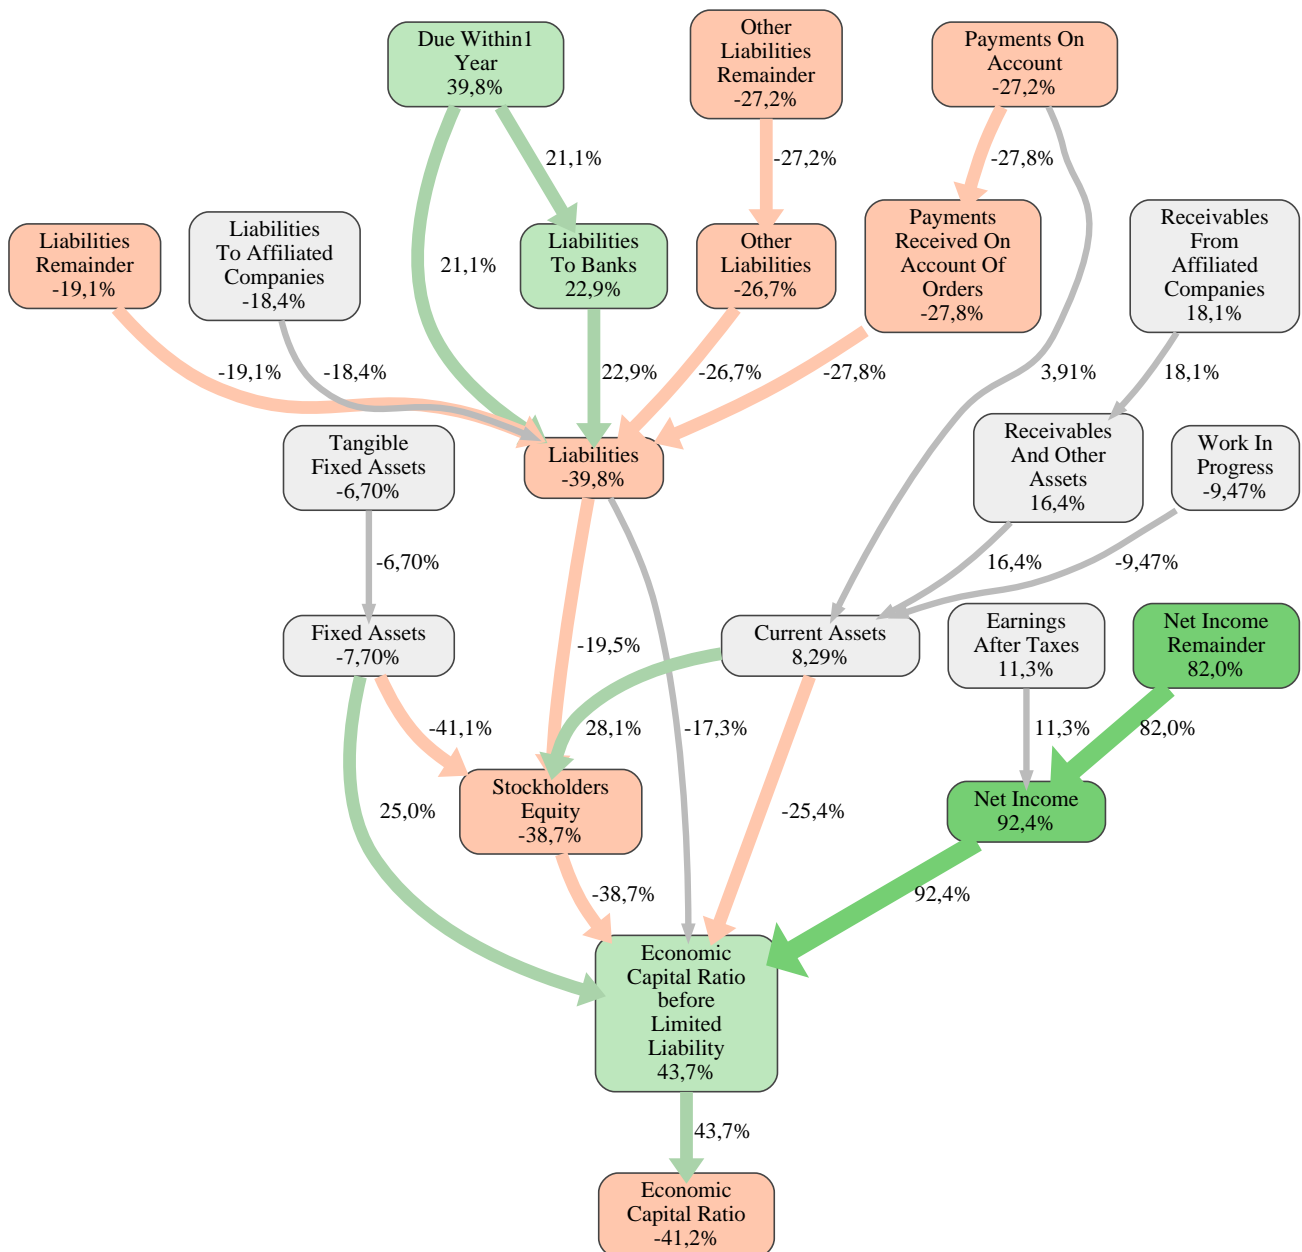 Due Within1
Year
39,8%
Other
Liabilities
Remainder
-27,2%
Payments On
Account
-27,2%
21,1%
-27,2%
-27,8%
Liabilities
Remainder
-19,1%
Liabilities
To Affiliated
Companies
-18,4%
21,1%
Liabilities
To Banks
22,9%
Other
Liabilities
-26,7%
Payments
Received On
Account Of
Orders
-27,8%
Receivables
From
Affiliated
Companies
18,1%
-19,1%
-18,4%
22,9%
-26,7%
-27,8%
3,91%
18,1%
Tangible
Fixed Assets
-6,70%
Liabilities
-39,8%
Receivables
And Other
Assets
16,4%
Work In
Progress
-9,47%
-6,70%
16,4%
-9,47%
Fixed Assets
-7,70%
-19,5%
Current Assets
8,29%
Earnings
After Taxes
11,3%
Net Income
Remainder
82,0%
-41,1%
28,1%
-17,3%
11,3%
82,0%
25,0%
Stockholders
Equity
-38,7%
-25,4%
Net Income
92,4%
-38,7%
92,4%
Economic
Capital Ratio
before
Limited
Liability
43,7%
43,7%
Economic
Capital Ratio
-41,2%